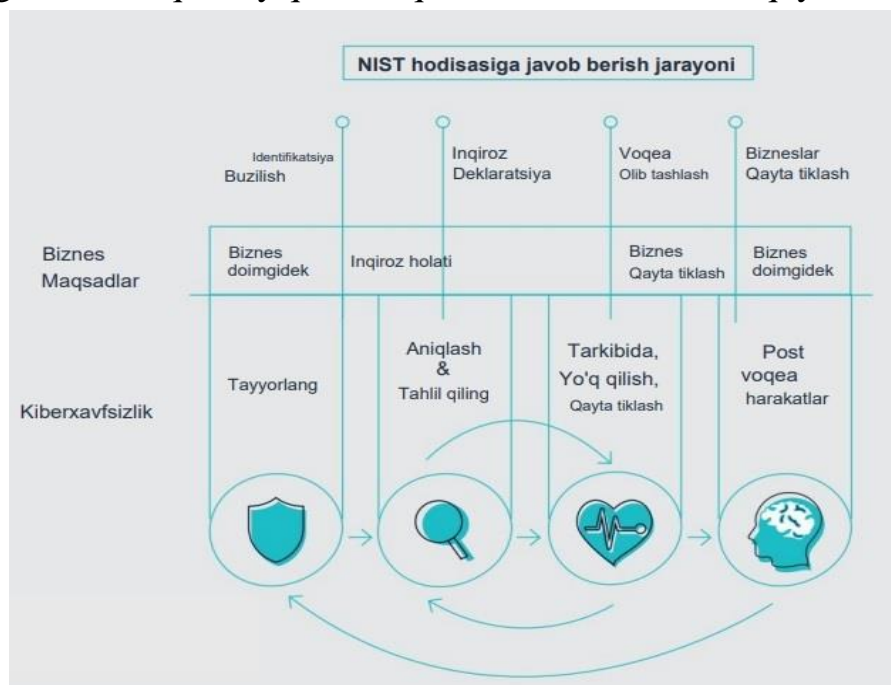 NIST hodisasiga javob berish jarayoni
Identifikatsiya
Buzilish
Inqiroz
Deklaratsiya
Voqea
Olib tashlash
Bizneslar
Qayta tiklash
Biznes
Maqsadlar
Biznes
doimgidek
Inqiroz holati
Biznes
Qayta tiklash
Biznes
doimgidek
Kiberxavfsizlik
Tayyorlang
Aniqlash
&
Tahlil qiling
Tarkibida,
Yo'q qilish,
Qayta tiklash
Post
voqea
harakatlar